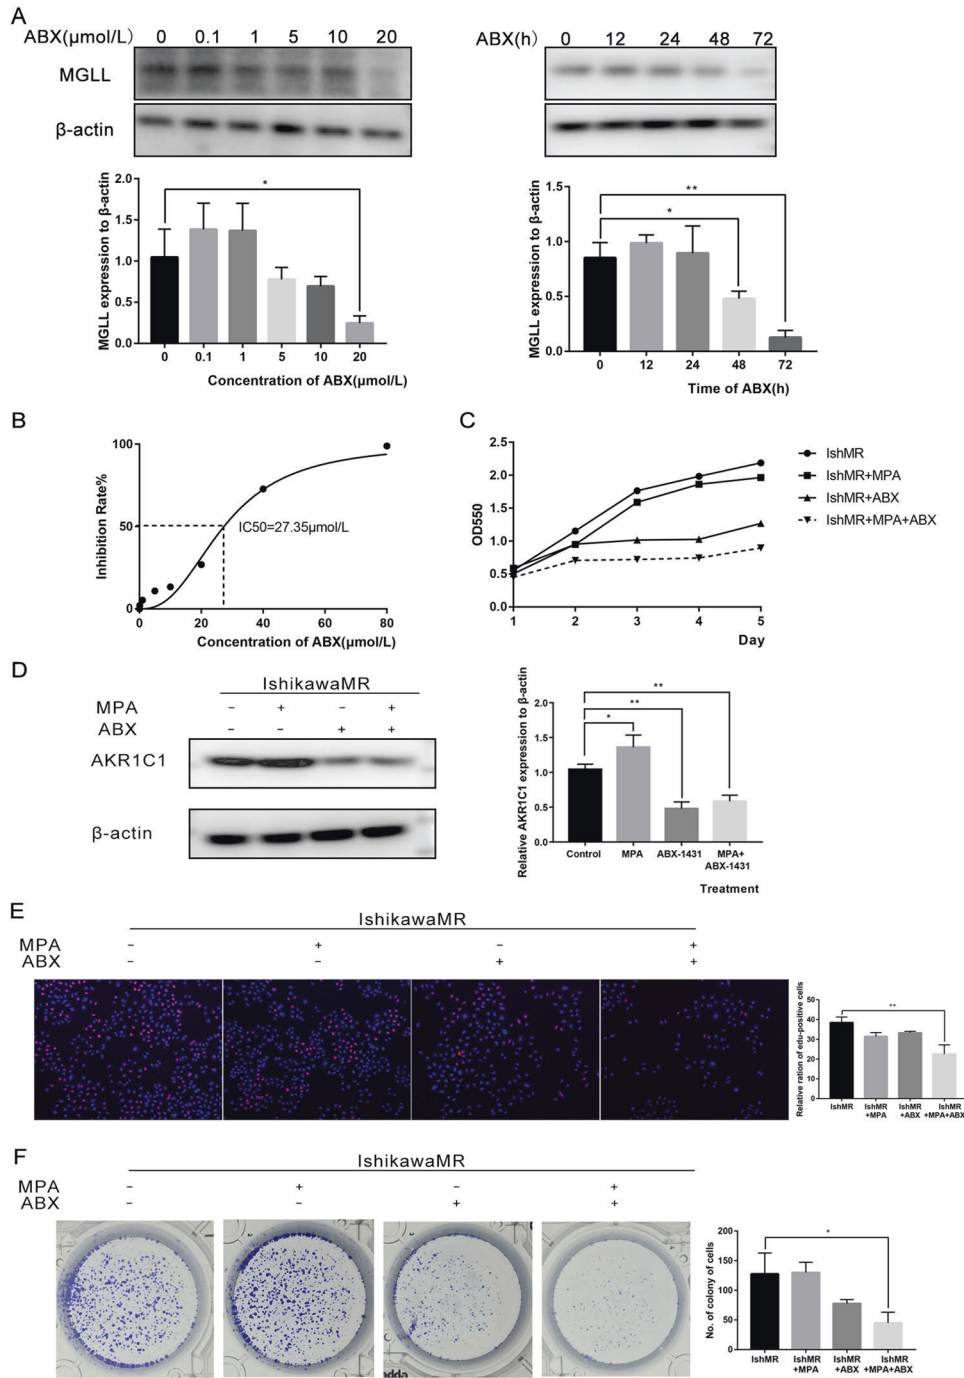 A
ABX(μmol/L) 0 0.1 1 5 10 20
MGLL
β-actin
ABX(h) 0 12 24 48 72
MGLL expression to β-actin
2.0
1.5
1.0
0.5
0.0
*
0 0.1 1 5 10 20
Concentration of ABX(μmol/L)
MGLL expression to β-actin
1.5
1.0
0.5
0.0
**
*
0 12 24 48 72
Time of ABX(h)
B
Inhibition Rate%
100
50
0
IC50=27.35μmol/L
0 20 40 60 80
Concentration of ABX(μmol/L)
C
OD550
2.5
2.0
1.5
1.0
0.5
0.0
1 2 3 4 5
Day
IshMR
IshMR+MPA
IshMR+ABX
IshMR+MPA+ABX
D
IshikawaMR
MPA - + - +
ABX - - + +
AKR1C1
β-actin
Relative AKR1C1 expression to β-actin
2.0
1.5
1.0
0.5
0.0
**
**
*
Control MPA ABX-1431 MPA+
ABX-1431
Treatment
E
IshikawaMR
MPA - + - +
ABX - - + +
Relative ration of edu-positive cells
50
40
30
20
10
0
**
IshMR IshMR IshMR IshMR
+MPA +ABX +MPA+ABX
F
IshikawaMR
MPA - + - +
ABX - - + +
No. of colony of cells
200
150
100
50
0
*
IshMR IshMR IshMR IshMR
+MPA +ABX +MPA+ABX